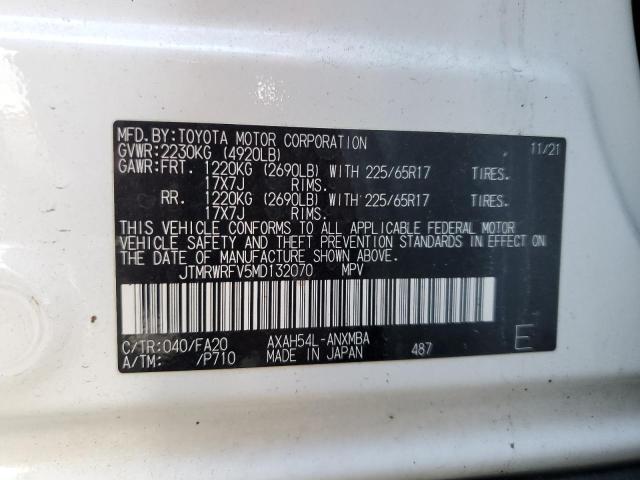 MFD.BY:TOYOTA MOTOR CORPORATION 11/21
GVWR:2230KG (4920LB)
GAWR:FRT. 1220KG (2690LB) WITH 225/65R17 TIRES.
17X7J RIMS.
RR. 1220KG (2690LB) WITH 225/65R17 TIRES.
17X7J RIMS.
THIS VEHICLE CONFORMS TO ALL APPLICABLE FEDERAL MOTOR
VEHICLE SAFETY AND THEFT PREVENTION STANDARDS IN EFFECT ON
THE DATE OF MANUFACTURE SHOWN ABOVE.
JTMRWRFV5MD132070 MPV
C/TR:040/FA20 AXAH54L-ANXMBA 487 E
A/TM: /P710 MADE IN JAPAN